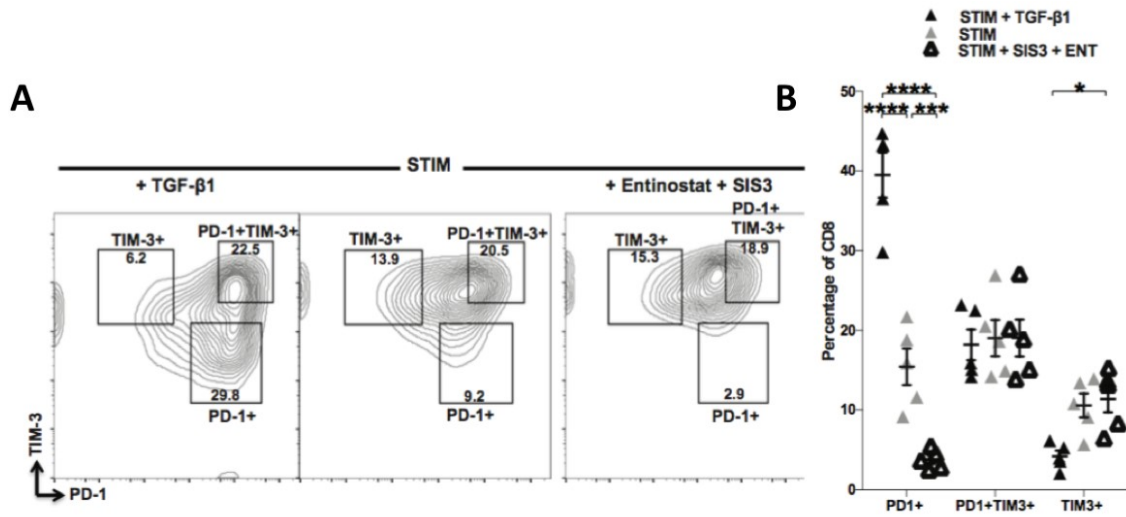 A
STIM
+ TGF-β1
+ Entinostat + SIS3
TIM-3+
6.2
PD-1+TIM-3+
22.5
29.8
PD-1+
TIM-3+
13.9
PD-1+TIM-3+
20.5
9.2
PD-1+
TIM-3+
15.3
PD-1+
TIM-3+
18.9
2.9
PD-1+
TIM-3
PD-1
B
STIM + TGF-β1
STIM
STIM + SIS3 + ENT
****
**** ***
*
Percentage of CD8
50
40
30
20
10
0
PD1+
PD1+TIM3+
TIM3+